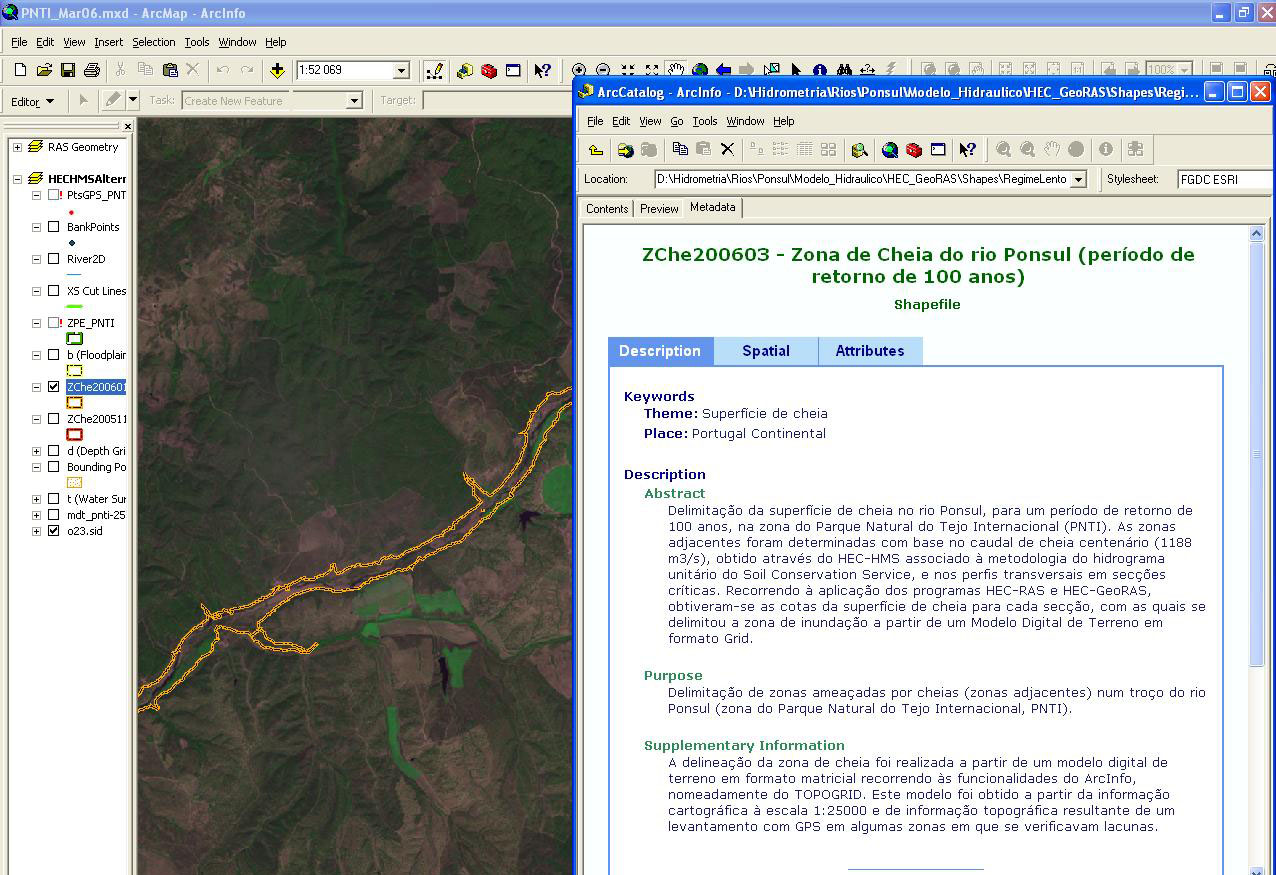 PNTI_Mar06.mxd - ArcMap - ArcInfo
File Edit View Insert Selection Tools Window Help
1:52 069
100%
Editor Task: Create New Feature Target:
RAS Geometry
HECHMSAltern
PtsGPS_PNT
BankPoints
River2D
XS Cut Lines
ZPE_PNTI
b (Floodplain
ZChe200601
ZChe200511
d (Depth Gri
Bounding Po
t (Water Sur
mdt_pnti-25
o23.sid
ArcCatalog - ArcInfo - D:\Hidrometria\Rios\Ponsul\Modelo_Hidraulico\HEC_GeoRAS\Shapes\Regi...
File Edit View Go Tools Window Help
Location: D:\Hidrometria\Rios\Ponsul\Modelo_Hidraulico\HEC_GeoRAS\Shapes\RegimeLento Stylesheet: FGDC ESRI
Contents Preview Metadata
ZChe200603 - Zona de Cheia do rio Ponsul (período de
retorno de 100 anos)
Shapefile
Description Spatial Attributes
Keywords
Theme: Superfície de cheia
Place: Portugal Continental
Description
Abstract
Delimitação da superfície de cheia no rio Ponsul, para um período de retorno de
100 anos, na zona do Parque Natural do Tejo Internacional (PNTI). As zonas
adjacentes foram determinadas com base no caudal de cheia centenário (1188
m3/s), obtido através do HEC-HMS associado à metodologia do hidrograma
unitário do Soil Conservation Service, e nos perfis transversais em secções
críticas. Recorrendo à aplicação dos programas HEC-RAS e HEC-GeoRAS,
obtiveram-se as cotas da superfície de cheia para cada secção, com as quais se
delimitou a zona de inundação a partir de um Modelo Digital de Terreno em
formato Grid.
Purpose
Delimitação de zonas ameaçadas por cheias (zonas adjacentes) num troço do rio
Ponsul (zona do Parque Natural do Tejo Internacional, PNTI).
Supplementary Information
A delineação da zona de cheia foi realizada a partir de um modelo digital de
terreno em formato matricial recorrendo às funcionalidades do ArcInfo,
nomeadamente do TOPOGRID. Este modelo foi obtido a partir da informação
cartográfica à escala 1:25000 e de informação topográfica resultante de um
levantamento com GPS em algumas zonas em que se verificavam lacunas.